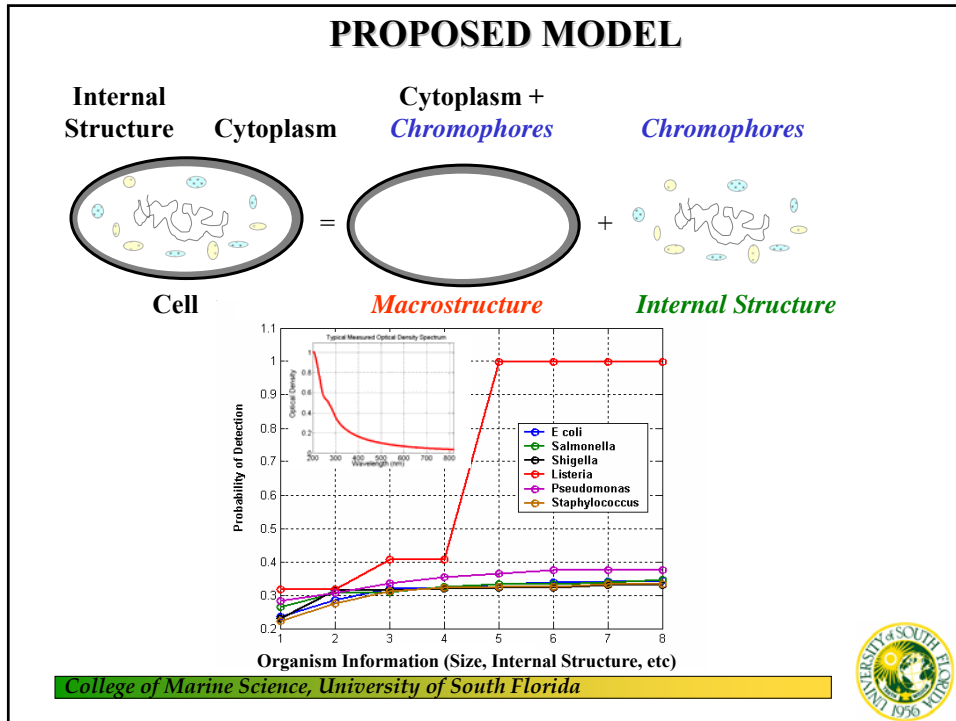 PROPOSED MODEL
Internal
Structure
Cytoplasm
Cytoplasm +
Chromophores
Chromophores
=
+
Cell
Macrostructure
Internal Structure
Typical Measured Optical Density Spectrum
Optical Density
1
0.8
0.6
0.4
0.2
0
200 300 400 500 600 700 800
Wavelength (nm)
Probability of Detection
1.1
1
0.9
0.8
0.7
0.6
0.5
0.4
0.3
0.2
E coli
Salmonella
Shigella
Listeria
Pseudomonas
Staphylococcus
1 2 3 4 5 6 7 8
Organism Information (Size, Internal Structure, etc)
College of Marine Science, University of South Florida
UNIVERSITY of SOUTH FLORIDA
1956